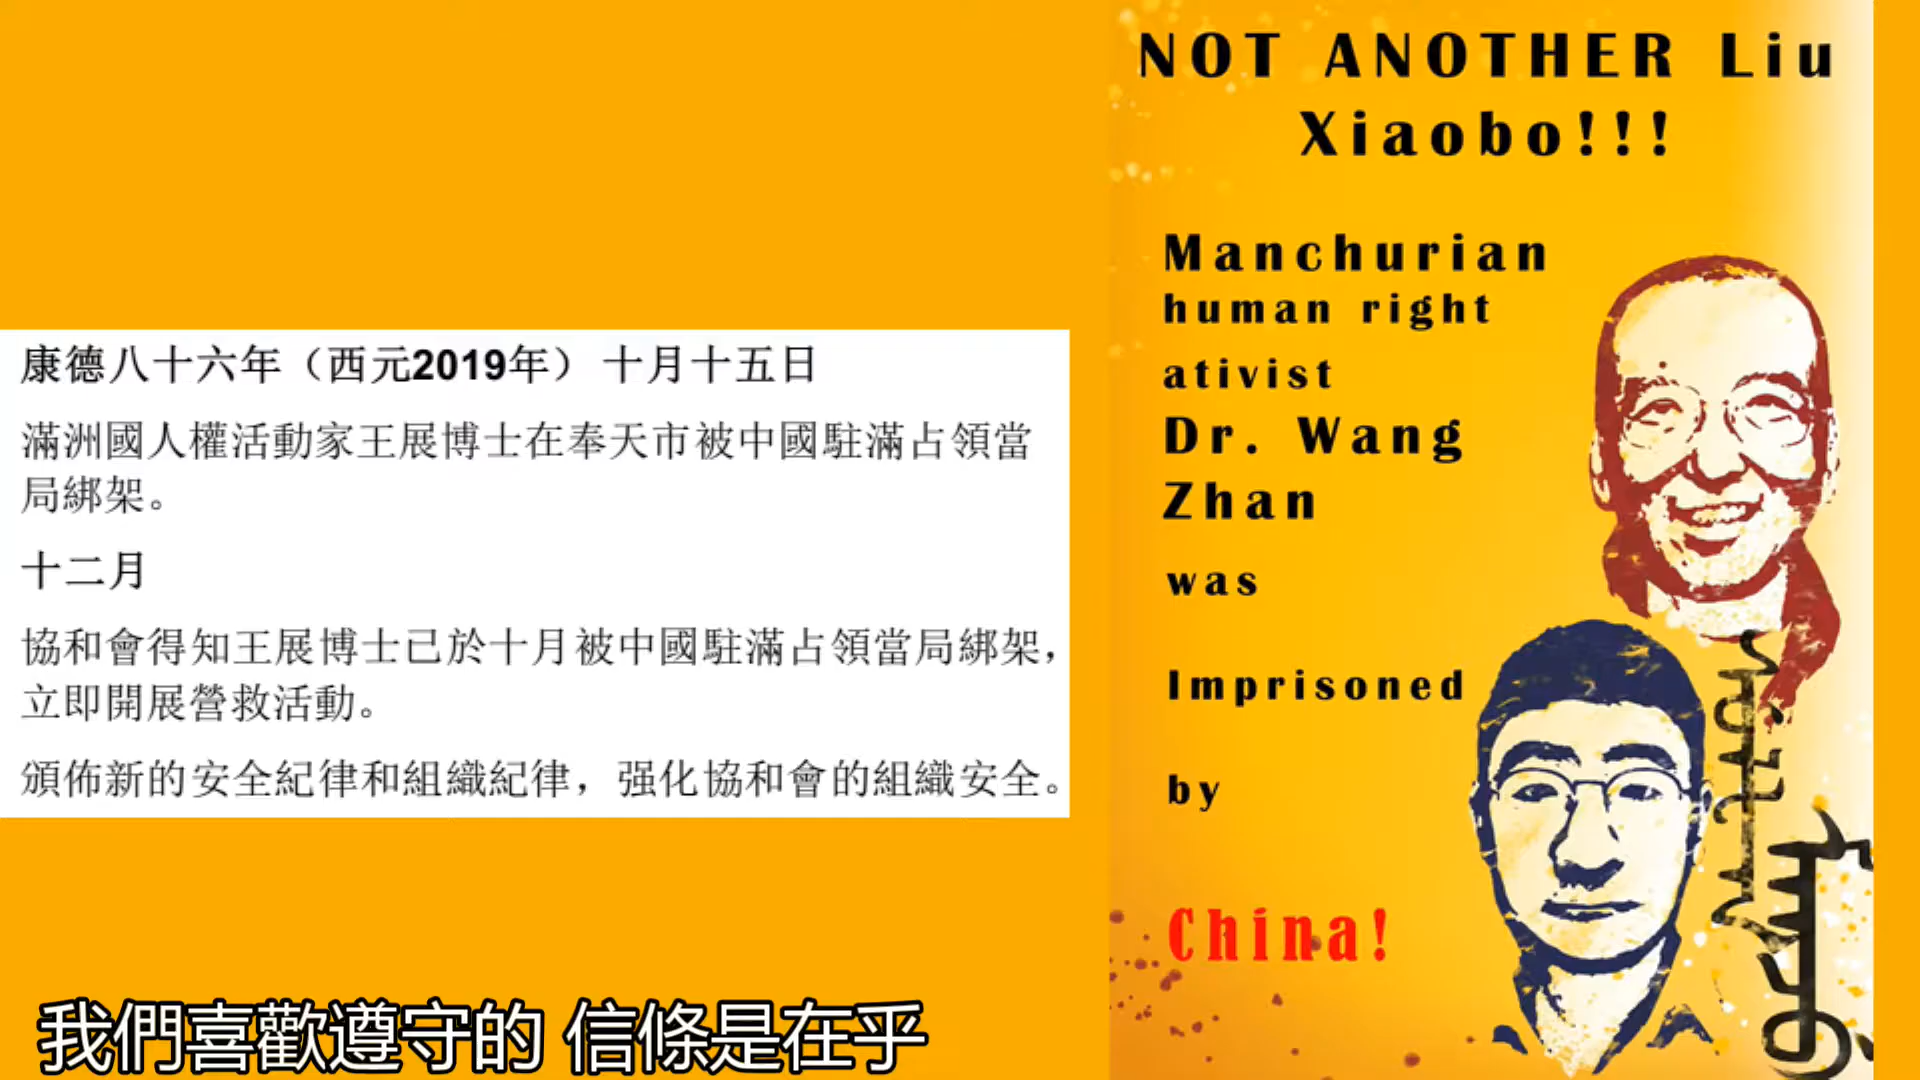 康德八十六年（西元2019年） 十月十五日
滿洲國人權活動家王展博士在奉天市被中國駐滿占領當
局綁架。
十二月
協和會得知王展博士已於十月被中國駐滿占領當局綁架，
立即開展營救活動。
頒佈新的安全紀律和組織紀律，强化協和會的組織安全。
NOT ANOTHER Liu
Xiaobo!!!
Manchurian
human right
ativist
Dr. Wang
Zhan
was
Imprisoned
by
China!
我們喜歡遵守的 信條是在乎